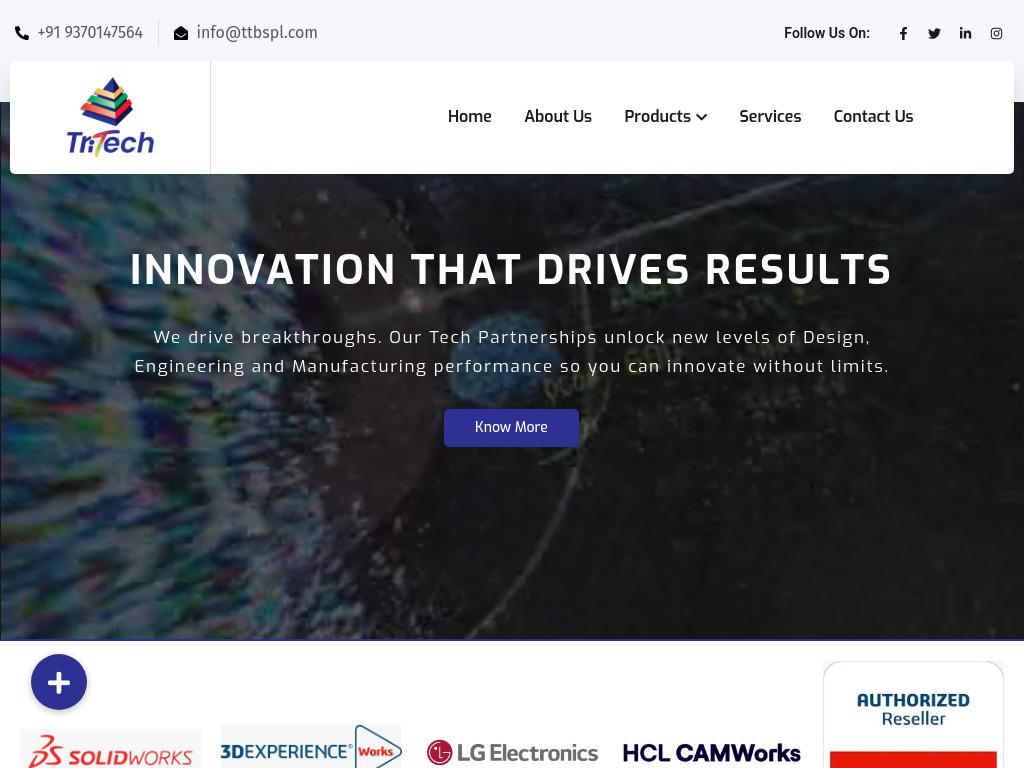 +91 9370147564
info@ttbspl.com
Follow Us On:
TriTech
Home
About Us
Products
Services
Contact Us
INNOVATION THAT DRIVES RESULTS
We drive breakthroughs. Our Tech Partnerships unlock new levels of Design,
Engineering and Manufacturing performance so you can innovate without limits.
Know More
SOLIDWORKS
3DEXPERIENCE® Works
LG Electronics
HCL CAMWorks
AUTHORIZED
Reseller